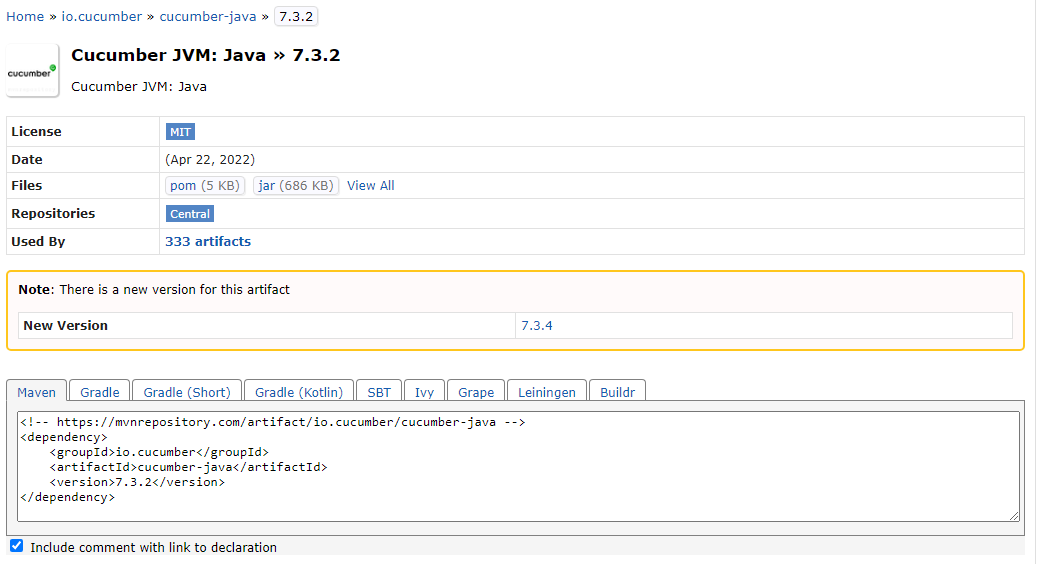 Home » io.cucumber » cucumber-java » 7.3.2
cucumber
Cucumber JVM: Java » 7.3.2
Cucumber JVM: Java
License MIT
Date (Apr 22, 2022)
Files pom (5 KB) jar (686 KB) View All
Repositories Central
Used By 333 artifacts
Note: There is a new version for this artifact
New Version 7.3.4
Maven Gradle Gradle (Short) Gradle (Kotlin) SBT Ivy Grape Leiningen Buildr
<!-- https://mvnrepository.com/artifact/io.cucumber/cucumber-java -->
<dependency>
    <groupId>io.cucumber</groupId>
    <artifactId>cucumber-java</artifactId>
    <version>7.3.2</version>
</dependency>
Include comment with link to declaration